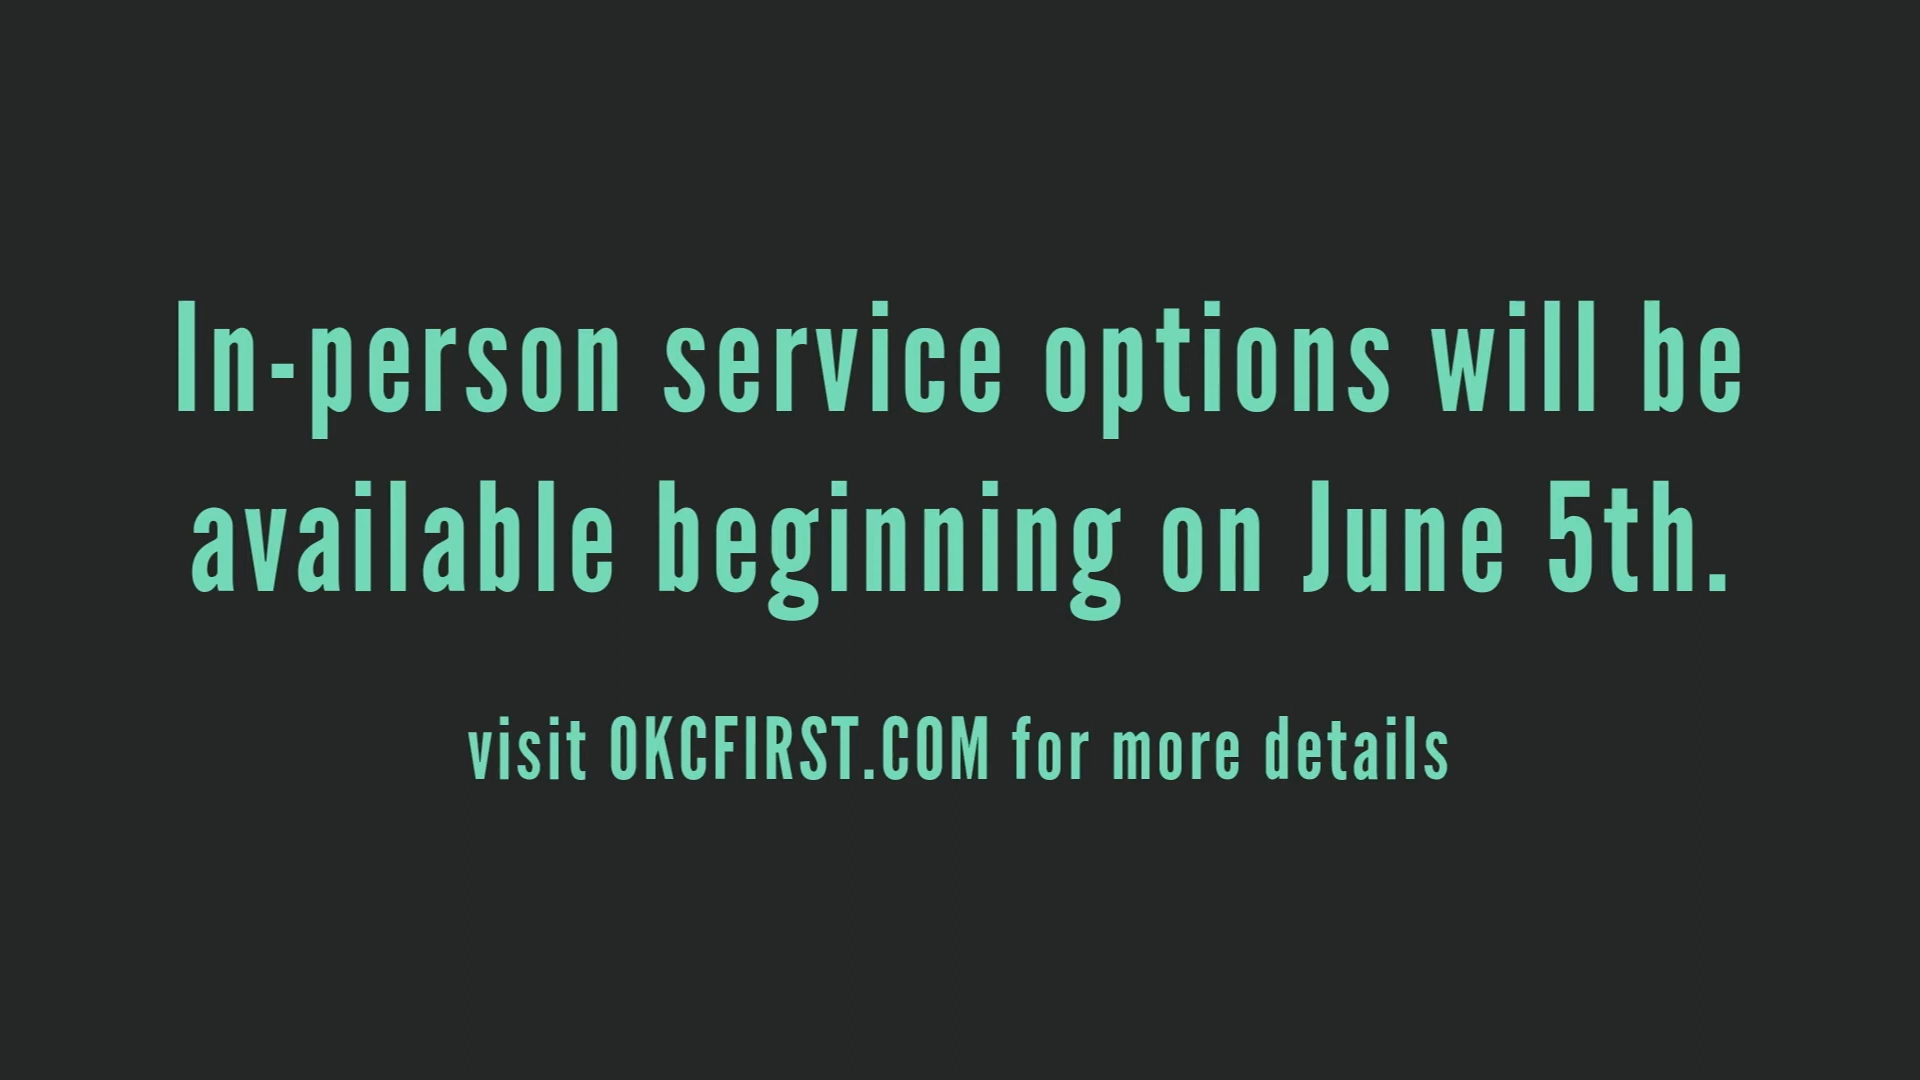 In-person service options will be
available beginning on June 5th.
visit OKCFIRST.COM for more details